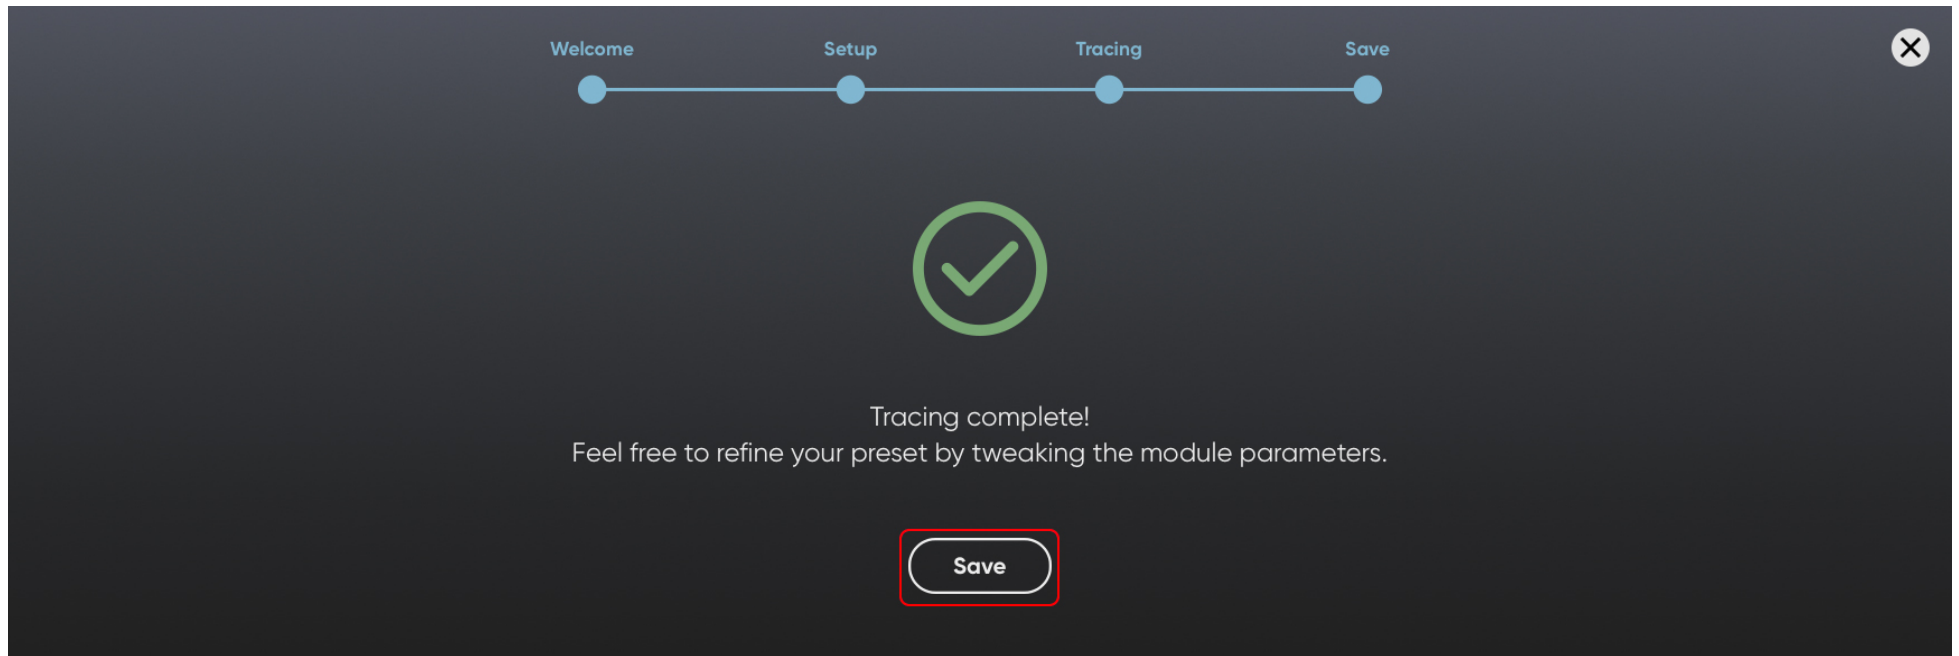 Welcome
Setup
Tracing
Save
Tracing complete!
Feel free to refine your preset by tweaking the module parameters.
Save